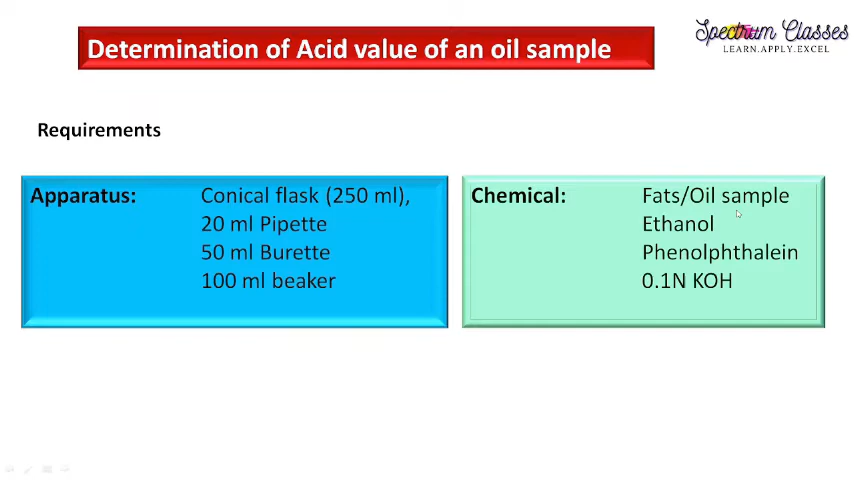 Determination of Acid value of an oil sample
Spectrum Classes
LEARN.APPLY.EXCEL
Requirements
Apparatus: Conical flask (250 ml),
20 ml Pipette
50 ml Burette
100 ml beaker
Chemical: Fats/Oil sample
Ethanol
Phenolphthalein
0.1N KOH